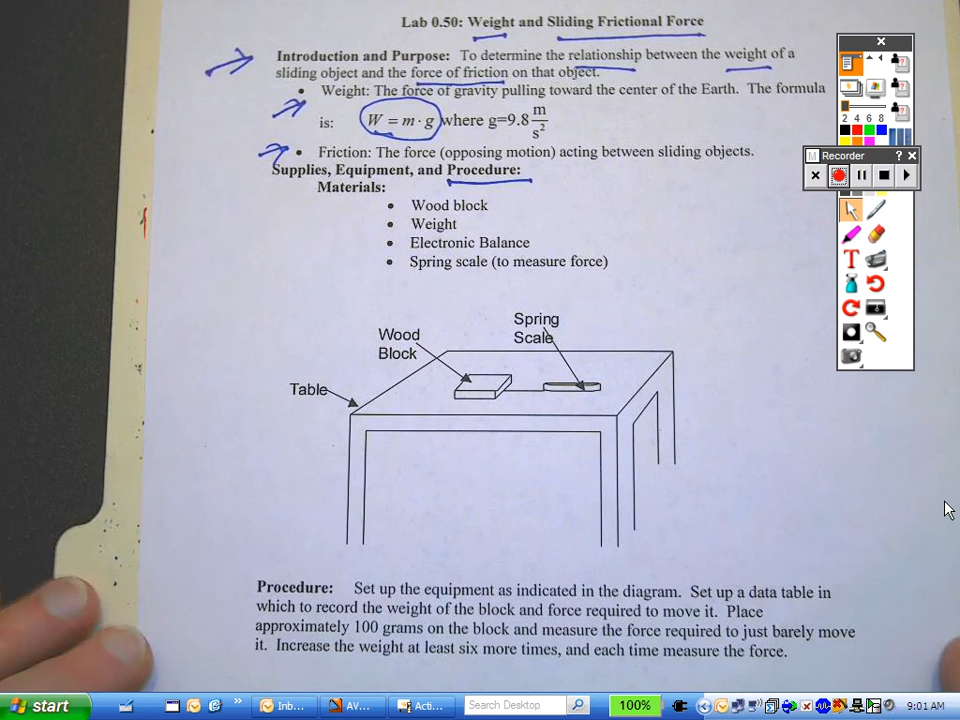 Lab 0.50: Weight and Sliding Frictional Force
Introduction and Purpose: To determine the relationship between the weight of a
sliding object and the force of friction on that object.
• Weight: The force of gravity pulling toward the center of the Earth. The formula
is: W = m · g where g=9.8 m/s²
• Friction: The force (opposing motion) acting between sliding objects.
Supplies, Equipment, and Procedure:
Materials:
• Wood block
• Weight
• Electronic Balance
• Spring scale (to measure force)
Spring
Scale
Wood
Block
Table
Procedure: Set up the equipment as indicated in the diagram. Set up a data table in
which to record the weight of the block and force required to move it. Place
approximately 100 grams on the block and measure the force required to just barely move
it. Increase the weight at least six more times, and each time measure the force.
2 4 6 8
M Recorder ? ×
T
start
Inb...
AV...
Acti...
Search Desktop
100%
9:01 AM